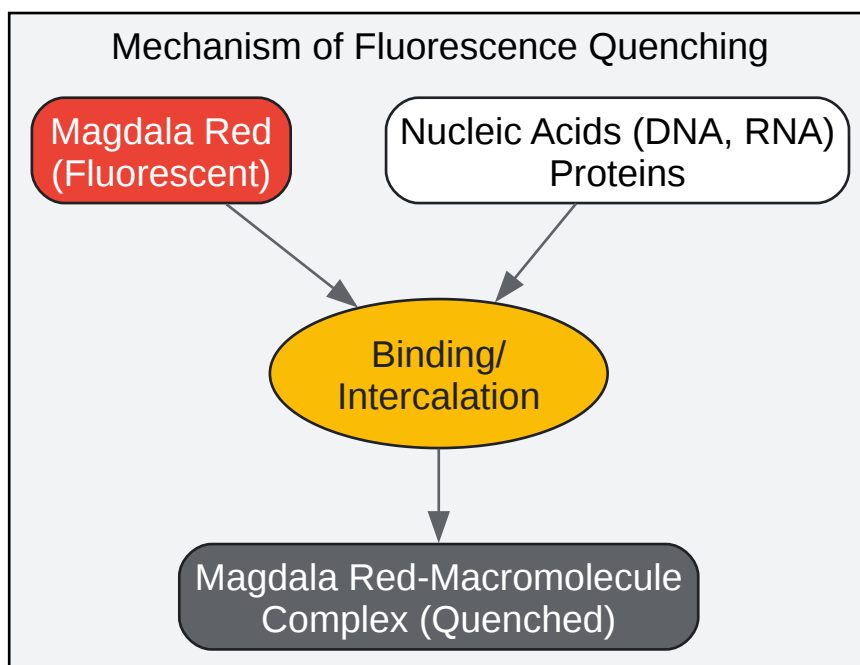 Mechanism of Fluorescence Quenching
Magdala Red
(Fluorescent)
Nucleic Acids (DNA, RNA)
Proteins
Binding/
Intercalation
Magdala Red-Macromolecule
Complex (Quenched)